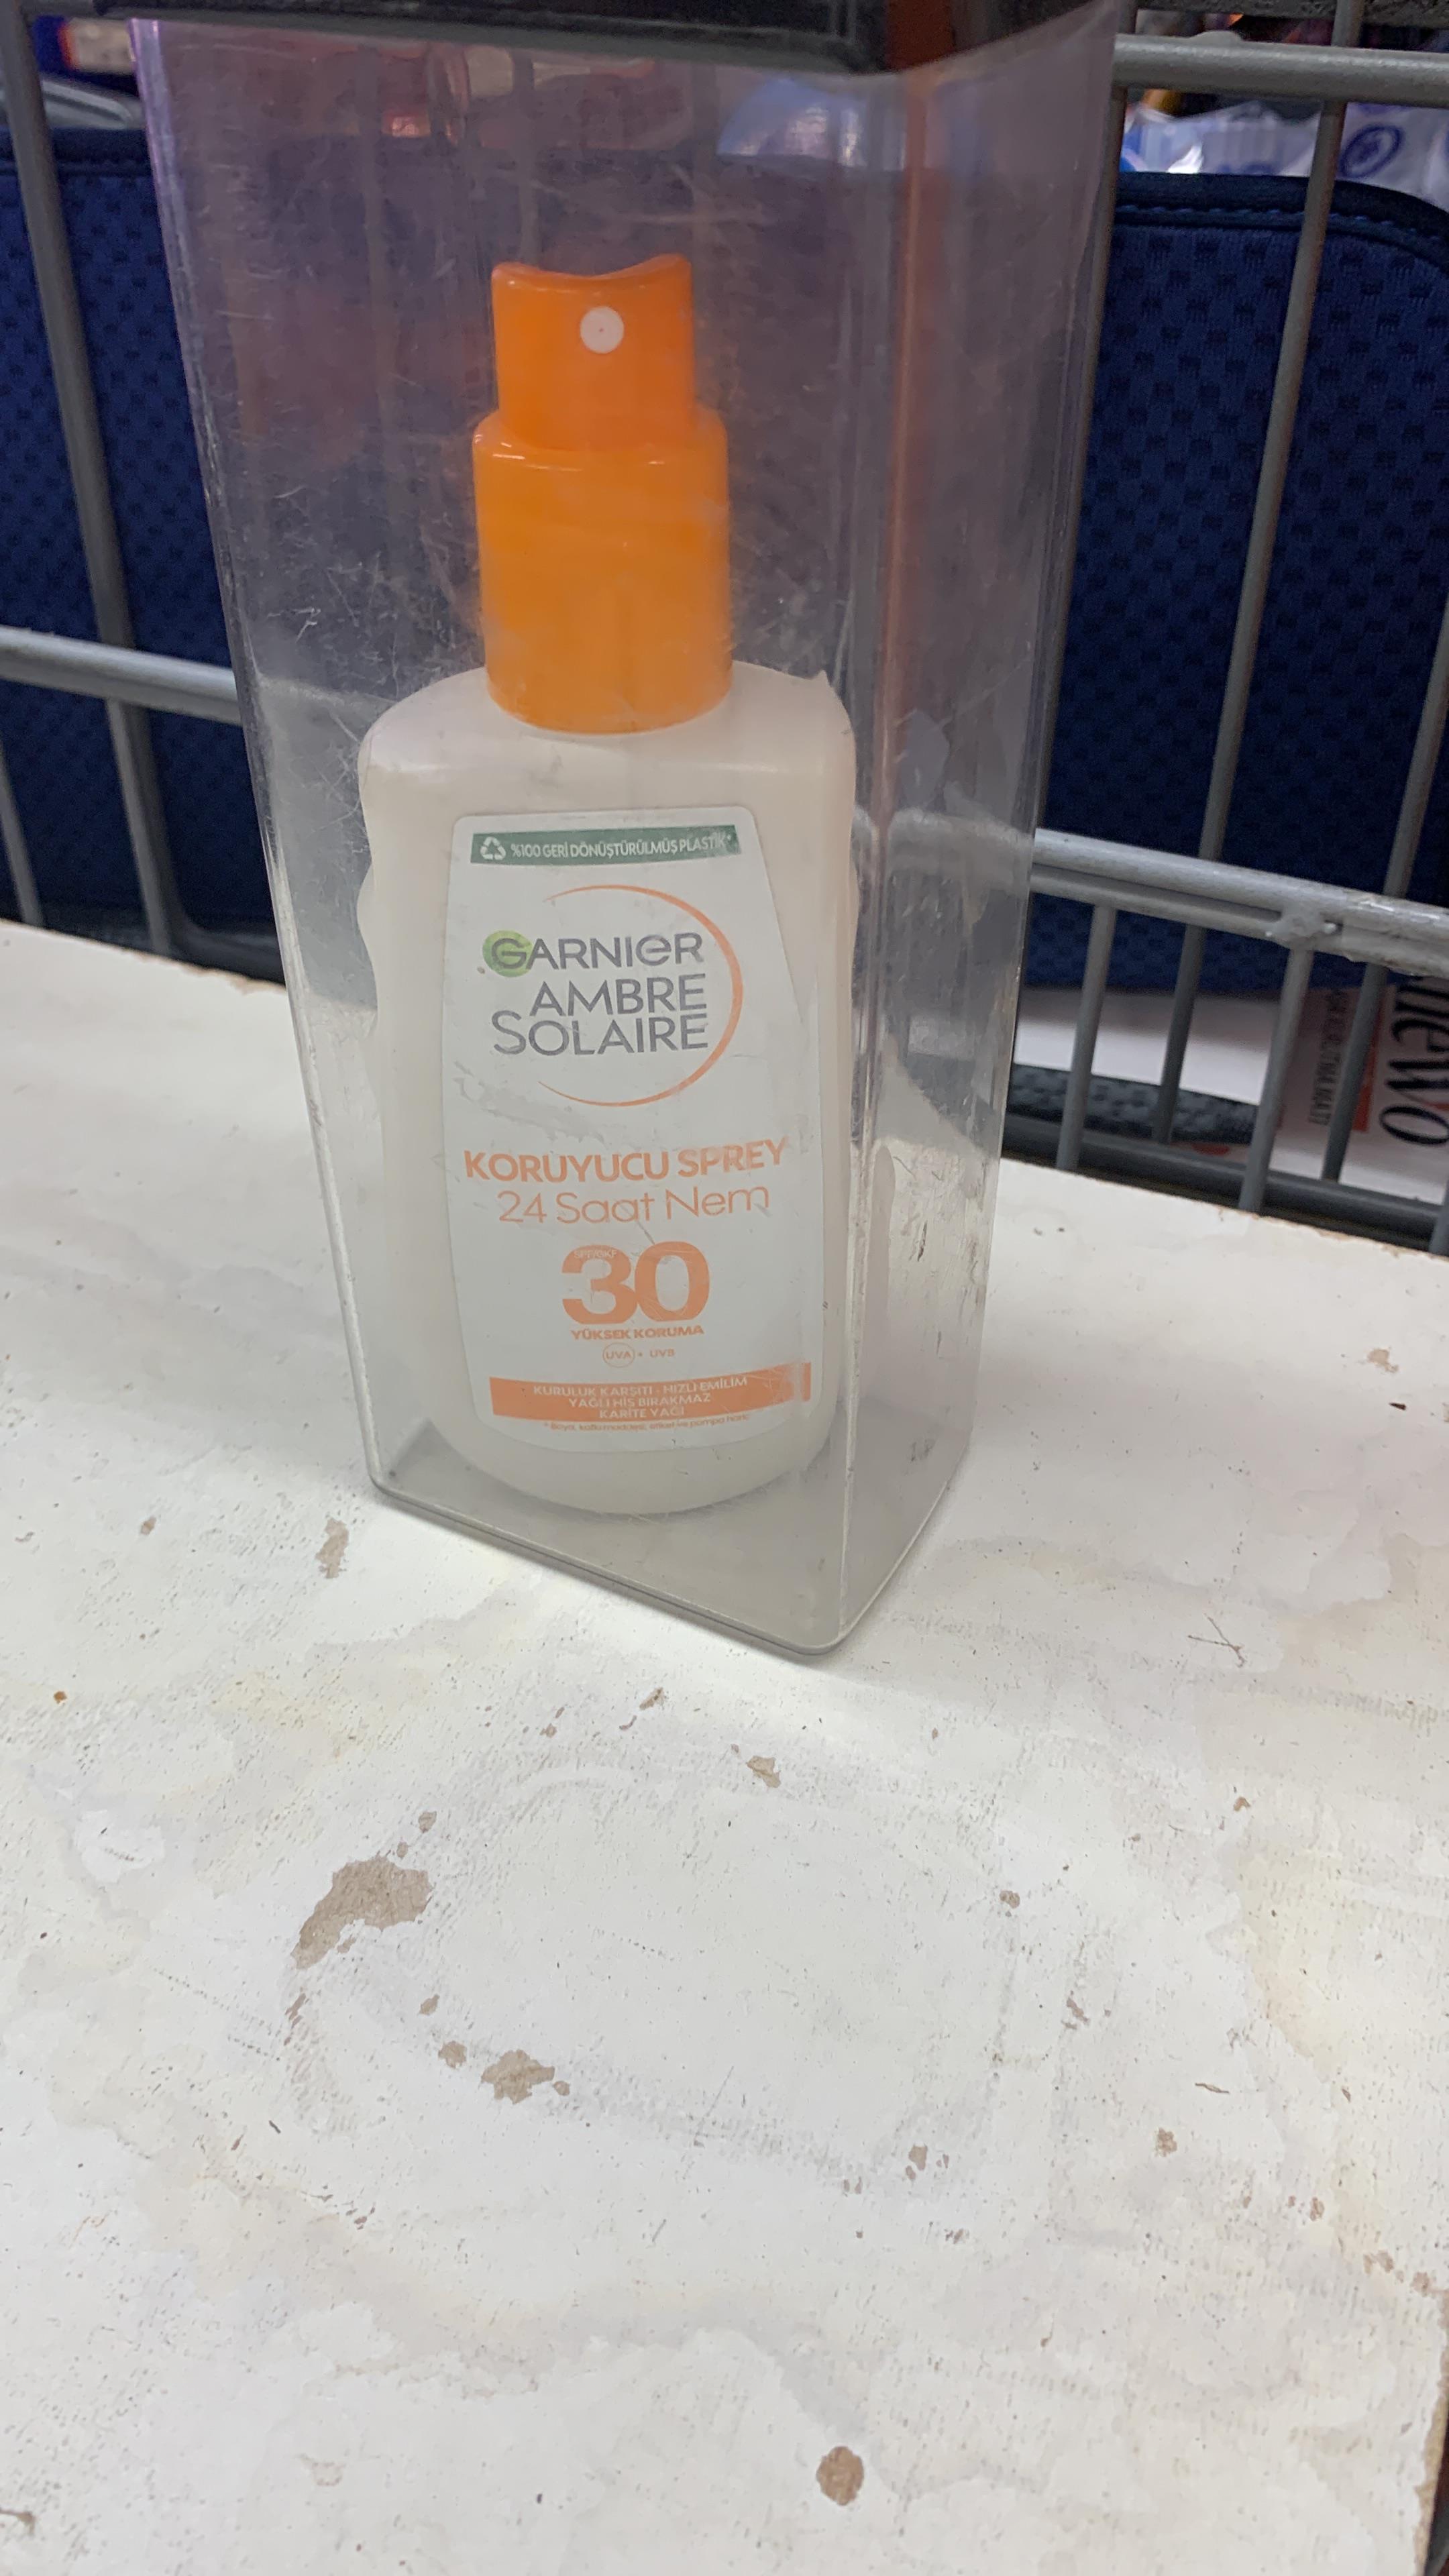 %100 GERİ DÖNÜŞTÜRÜLMÜŞ PLASTİK*
GARNIER
AMBRE
SOLAIRE
KORUYUCU SPREY
24 Saat Nem
30
YÜKSEK KORUMA
UVA • UVB
KURULUK KARŞITI - HIZLI EMİLİM
YAĞLI HİS BIRAKMAZ
KARİTE YAĞI